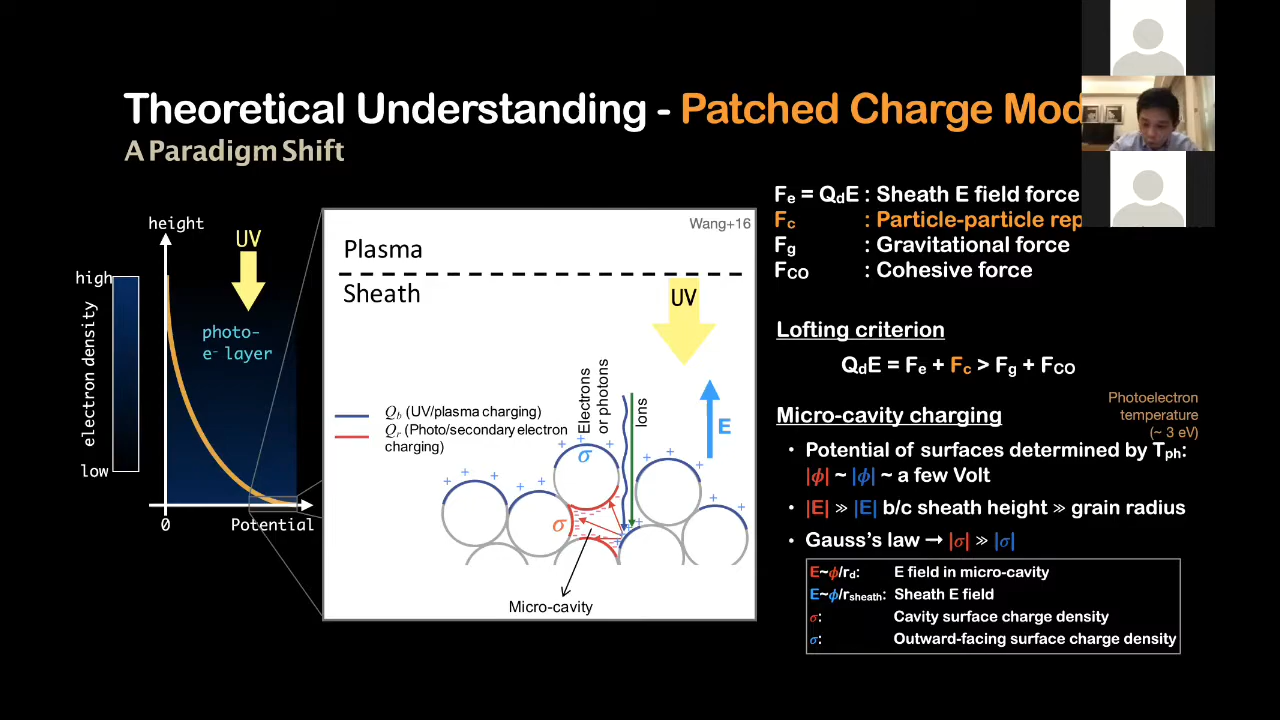 Theoretical Understanding - Patched Charge Mod
A Paradigm Shift
height
UV
high
electron density
low
photo-
e⁻ layer
0
Potential
Wang+16
Plasma
Sheath
UV
Electrons
or photons
Ions
E
Q_b (UV/plasma charging)
Q_r (Photo/secondary electron
charging)
σ
σ
Micro-cavity
F_e = Q_dE : Sheath E field force
F_c : Particle-particle rep
F_g : Gravitational force
F_CO : Cohesive force
Lofting criterion
Q_dE = F_e + F_c > F_g + F_CO
Photoelectron
temperature
(~ 3 eV)
Micro-cavity charging
• Potential of surfaces determined by T_ph:
|ϕ| ~ |ϕ| ~ a few Volt
• |E| ≫ |E| b/c sheath height ≫ grain radius
• Gauss's law → |σ| ≫ |σ|
E~ϕ/r_d: E field in micro-cavity
E~ϕ/r_sheath: Sheath E field
σ: Cavity surface charge density
σ: Outward-facing surface charge density